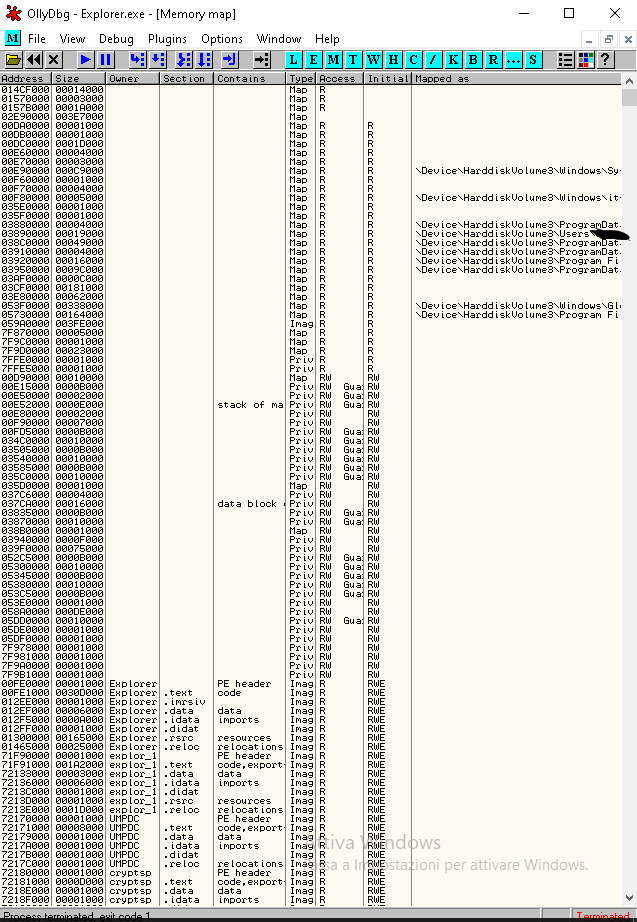 OllyDbg - Explorer.exe - [Memory map]
M File View Debug Plugins Options Window Help
L E M T W H C / K B R ... S ?
Address Size Owner Section Contains Type Access Initial Mapped as
014CF000 00014000 Map R
01570000 00003000 Map R
0157B000 0001A000 Map R
02E90000 003E7000 Map
00DA0000 00001000 Map R R
00DB0000 00001000 Map R R
00DC0000 0001D000 Map R R
00E60000 00004000 Map R R
00E70000 00003000 Map R R
00E90000 000C9000 Map R R \Device\HarddiskVolume3\Windows\Sy
00F60000 00001000 Map R R
00F70000 00004000 Map R R
00F80000 00005000 Map R R \Device\HarddiskVolume3\Windows\it
035E0000 00001000 Map R R
035F0000 00001000 Map R R
03880000 00004000 Map R R \Device\HarddiskVolume3\ProgramDat
03890000 00019000 Map R R \Device\HarddiskVolume3\Users
038C0000 00049000 Map R R \Device\HarddiskVolume3\ProgramDat
03910000 00004000 Map R R \Device\HarddiskVolume3\ProgramDat
03920000 00016000 Map R R \Device\HarddiskVolume3\Program Fi
03950000 0009C000 Map R R \Device\HarddiskVolume3\ProgramDat
03AF0000 0000C000 Map R R
03CF0000 00181000 Map R R
03E80000 00062000 Map R R
053F0000 00338000 Map R R \Device\HarddiskVolume3\Windows\Glo
05730000 00164000 Map R R \Device\HarddiskVolume3\Program Fi
059A0000 003FE000 Imag R R
7F870000 00005000 Map R R
7F9C0000 00001000 Map R R
7F9D0000 00023000 Map R R
7FFE0000 00001000 Priv R R
7FFE5000 00001000 Priv R R
00D90000 00010000 Map RW RW
00E15000 0000B000 Priv RW Gua RW
00E50000 00002000 Priv RW Gua RW
00E52000 0000E000 stack of ma Priv RW Gua RW
00E80000 00002000 Priv RW RW
00F90000 00007000 Priv RW RW
00FD5000 0000B000 Priv RW Gua RW
034C0000 00010000 Priv RW Gua RW
03505000 0000B000 Priv RW Gua RW
03540000 00010000 Priv RW Gua RW
03585000 0000B000 Priv RW Gua RW
035C0000 00010000 Priv RW Gua RW
035D0000 00001000 Map RW RW
037C6000 00004000 Priv RW RW
037CA000 00016000 data block Priv RW RW
03835000 0000B000 Priv RW Gua RW
03870000 00010000 Priv RW Gua RW
038B0000 00001000 Map RW RW
03940000 0000F000 Priv RW RW
039F0000 00075000 Priv RW RW
052C5000 0000B000 Priv RW Gua RW
05300000 00010000 Priv RW Gua RW
05345000 0000B000 Priv RW Gua RW
05380000 00010000 Priv RW Gua RW
053C5000 0000B000 Priv RW Gua RW
053E0000 00001000 Priv RW RW
058A0000 000DE000 Priv RW RW
05DD0000 00010000 Priv RW Gua RW
05DE0000 00001000 Priv RW RW
05DF0000 00001000 Priv RW RW
7F978000 00001000 Priv RW RW
7F981000 00001000 Priv RW RW
7F9A0000 00001000 Priv RW RW
7F9B1000 00001000 Priv RW RW
00FE0000 00001000 Explorer PE header Imag R RWE
00FE1000 0030D000 Explorer .text code Imag R RWE
012EE000 00001000 Explorer .imrsiv Imag R RWE
012EF000 00006000 Explorer .data data Imag R RWE
012F5000 0000A000 Explorer .idata imports Imag R RWE
012FF000 00001000 Explorer .didat Imag R RWE
01300000 00165000 Explorer .rsrc resources Imag R RWE
01465000 00025000 Explorer .reloc relocations Imag R RWE
71F90000 00001000 explor_1 PE header Imag R RWE
71F91000 001A2000 explor_1 .text code,export Imag R RWE
72133000 00003000 explor_1 .data data Imag R RWE
72136000 00006000 explor_1 .idata imports Imag R RWE
7213C000 00001000 explor_1 .didat Imag R RWE
7213D000 00001000 explor_1 .rsrc resources Imag R RWE
7213E000 0001D000 explor_1 .reloc relocations Imag R RWE
72170000 00001000 UMPDC PE header Imag R RWE
72171000 00008000 UMPDC .text code,export Imag R RWE
72179000 00001000 UMPDC .data data Imag R RWE
7217A000 00001000 UMPDC .idata imports Imag R RWE
7217B000 00001000 UMPDC .didat Imag R RWE
7217C000 00001000 UMPDC .reloc relocations Imag R RWE
72180000 00001000 cryptsp PE header Imag R RWE
72181000 0000D000 cryptsp .text code,export Imag R RWE
7218E000 00001000 cryptsp .data data Imag R RWE
7218F000 00001000 cryptsp .idata imports Imag R RWE
Attiva Windows
Passa a Impostazioni per attivare Windows.
Process terminated, exit code 1 Terminated